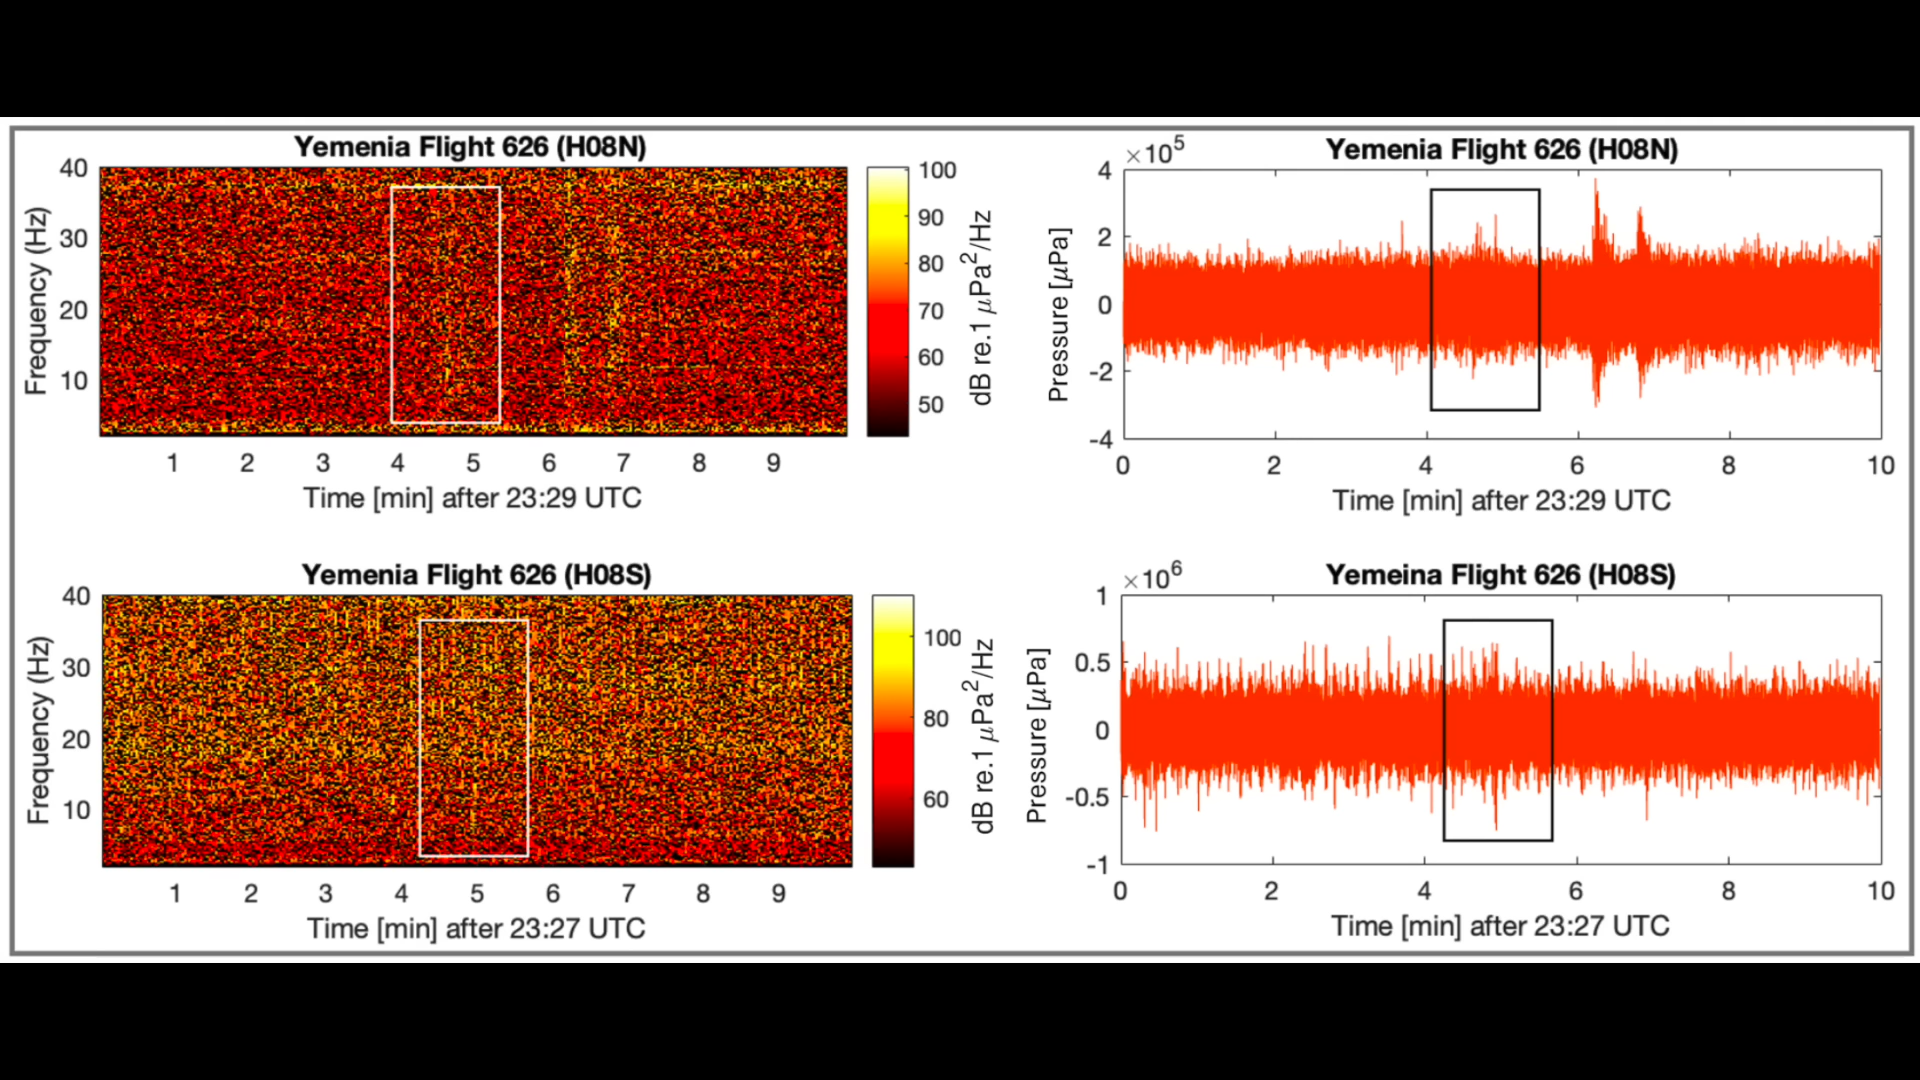 Yemenia Flight 626 (H08N)
40
30
20
10
Frequency (Hz)
1 2 3 4 5 6 7 8 9
Time [min] after 23:29 UTC
100
90
80
70
60
50
dB re.1 μPa2/Hz
Yemenia Flight 626 (H08N)
×10^5
4
2
0
-2
-4
Pressure [μPa]
0 2 4 6 8 10
Time [min] after 23:29 UTC
Yemenia Flight 626 (H08S)
40
30
20
10
Frequency (Hz)
1 2 3 4 5 6 7 8 9
Time [min] after 23:27 UTC
100
80
60
dB re.1 μPa2/Hz
Yemeina Flight 626 (H08S)
×10^6
1
0.5
0
-0.5
-1
Pressure [μPa]
0 2 4 6 8 10
Time [min] after 23:27 UTC